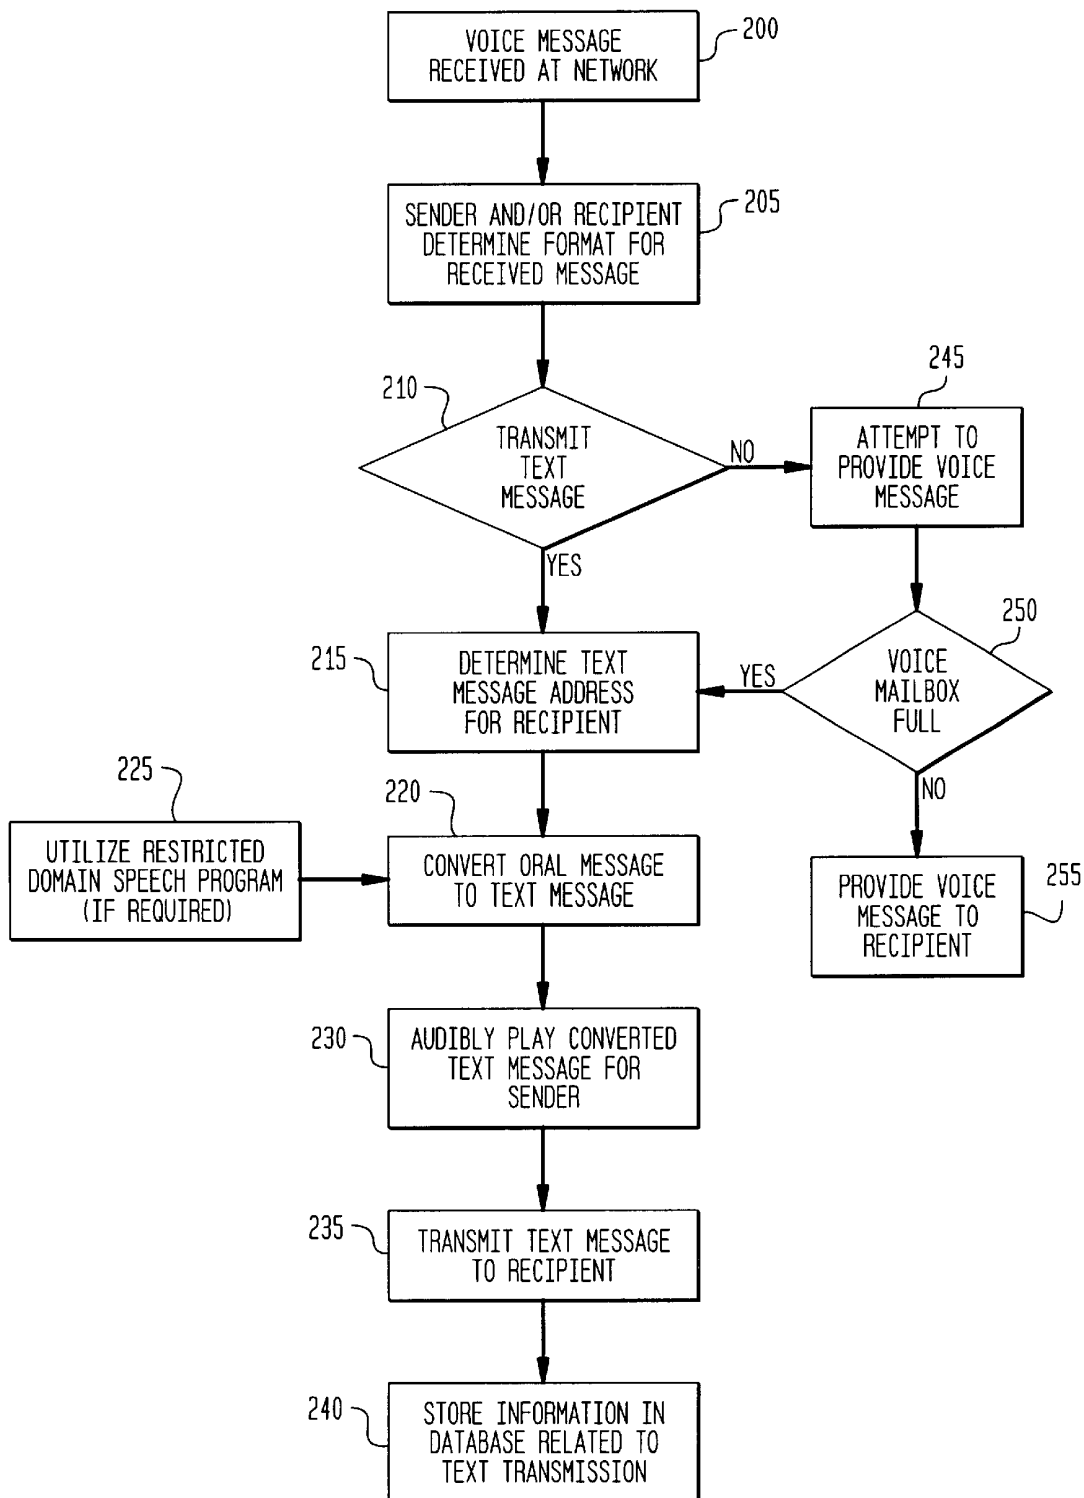 VOICE MESSAGE
RECEIVED AT NETWORK
200
SENDER AND/OR RECIPIENT
DETERMINE FORMAT FOR
RECEIVED MESSAGE
205
210
TRANSMIT
TEXT
MESSAGE
NO
YES
245
ATTEMPT TO
PROVIDE VOICE
MESSAGE
215
DETERMINE TEXT
MESSAGE ADDRESS
FOR RECIPIENT
250
VOICE
MAILBOX
FULL
YES
NO
225
UTILIZE RESTRICTED
DOMAIN SPEECH PROGRAM
(IF REQUIRED)
220
CONVERT ORAL MESSAGE
TO TEXT MESSAGE
255
PROVIDE VOICE
MESSAGE TO
RECIPIENT
230
AUDIBLY PLAY CONVERTED
TEXT MESSAGE FOR
SENDER
235
TRANSMIT TEXT MESSAGE
TO RECIPIENT
240
STORE INFORMATION IN
DATABASE RELATED TO
TEXT TRANSMISSION